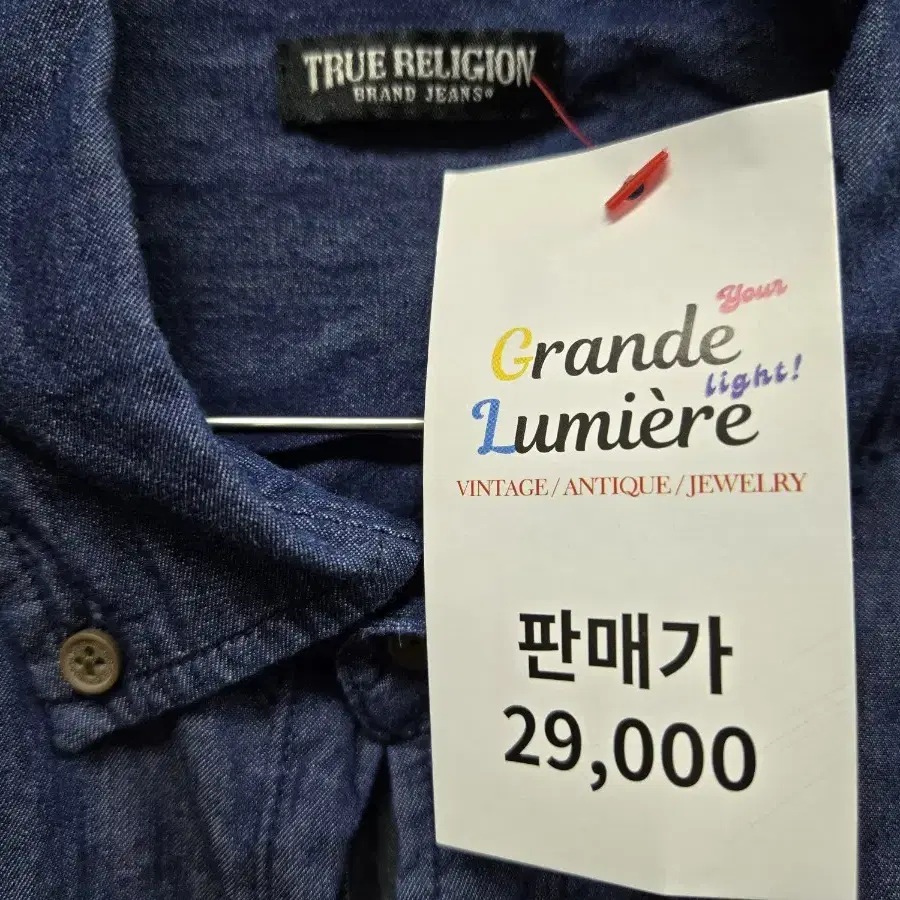 TRUE RELIGION
BRAND JEANS®
Your
Grande
light!
Lumière
VINTAGE / ANTIQUE / JEWELRY
판매가
29,000